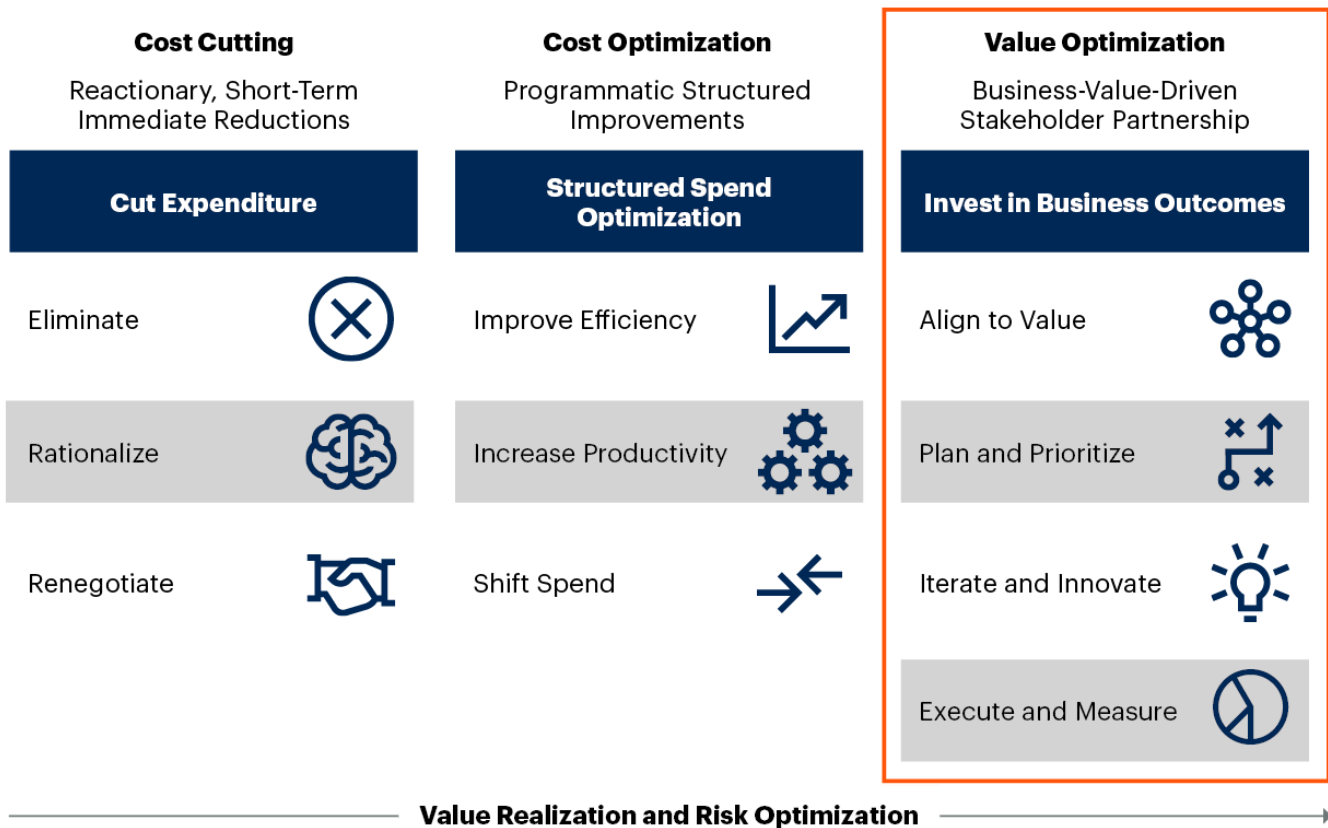 Cost Cutting
Reactionary, Short-Term
Immediate Reductions
Cut Expenditure
Eliminate
Rationalize
Renegotiate
Cost Optimization
Programmatic Structured
Improvements
Structured Spend
Optimization
Improve Efficiency
Increase Productivity
Shift Spend
Value Optimization
Business-Value-Driven
Stakeholder Partnership
Invest in Business Outcomes
Align to Value
Plan and Prioritize
Iterate and Innovate
Execute and Measure
Value Realization and Risk Optimization